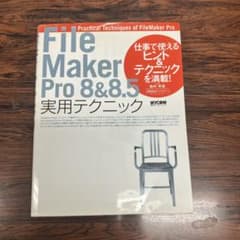 Practical Techniques of FileMaker Pro
File
Maker
Pro 8&8.5
実用テクニック
仕事で使える
ヒント
&
テクニック
を満載!